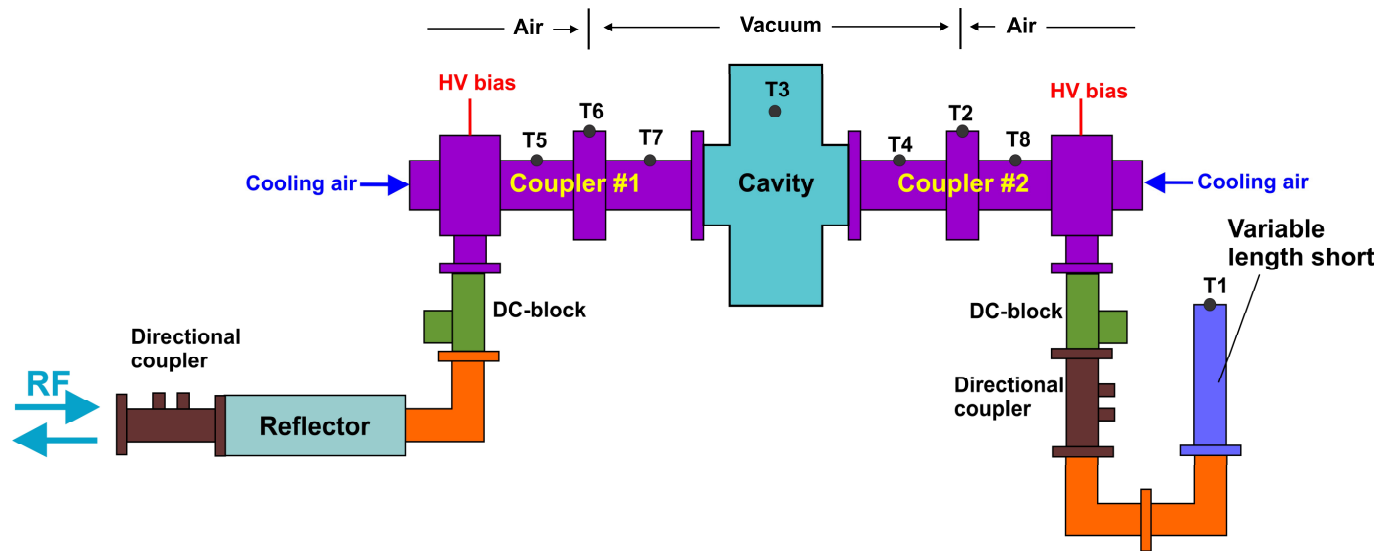 Air
Vacuum
Air
HV bias
T6
T3
T2
HV bias
T5
T7
T4
T8
Cooling air
Coupler #1
Cavity
Coupler #2
Cooling air
Variable
length short
T1
DC-block
DC-block
Directional
coupler
RF
Reflector
Directional
coupler